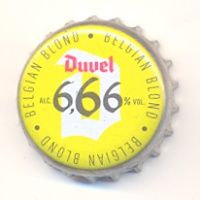 BELGIAN BLOND • BELGIAN BLOND • BELGIAN BLOND •
Duvel
ALC. 6,66 % VOL.